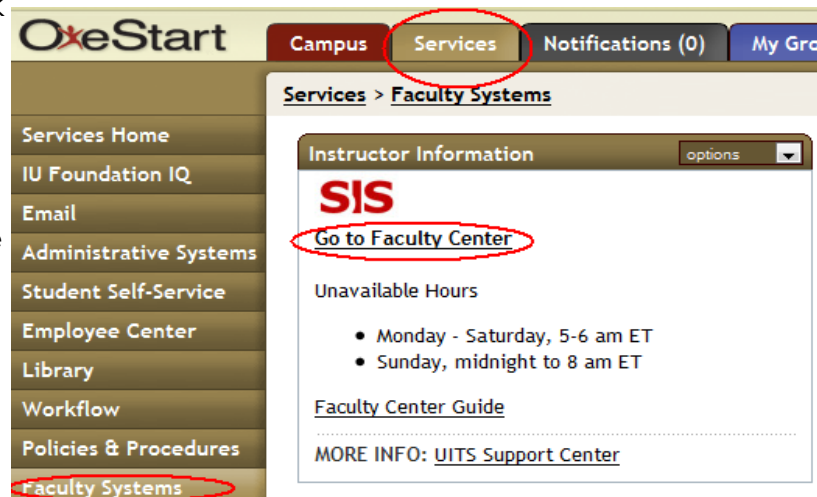 OneStart
Campus
Services
Notifications (0)
Services > Faculty Systems
Services Home
IU Foundation IQ
Email
Administrative Systems
Student Self-Service
Employee Center
Library
Workflow
Policies & Procedures
Faculty Systems
Instructor Information
options
SIS
Go to Faculty Center
Unavailable Hours
• Monday - Saturday, 5-6 am ET
• Sunday, midnight to 8 am ET
Faculty Center Guide
MORE INFO: UITS Support Center